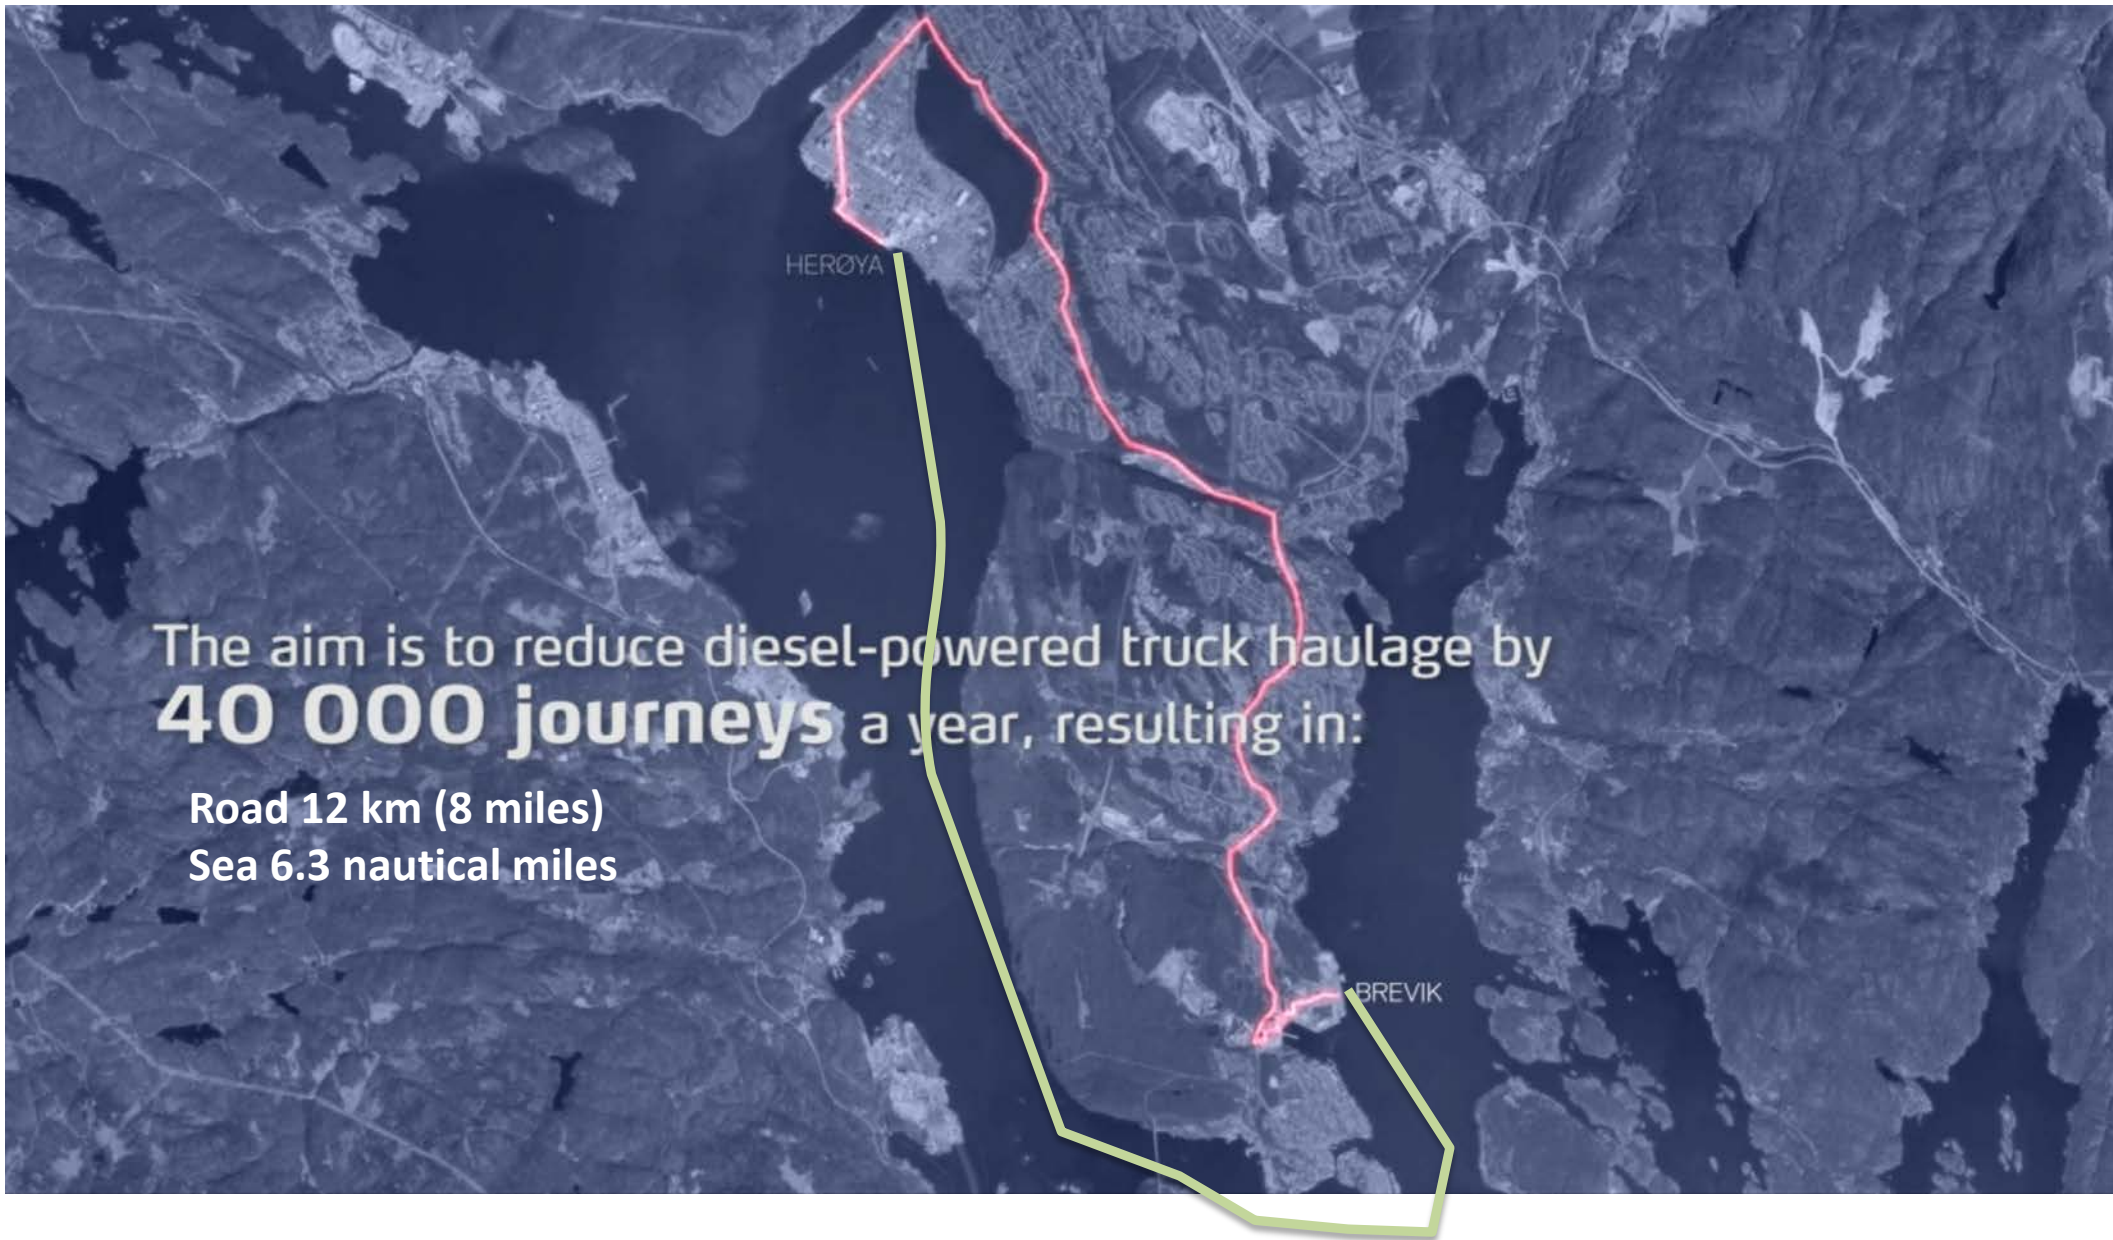 HERØYA
The aim is to reduce diesel-powered truck haulage by
40 000 journeys a year, resulting in:
Road 12 km (8 miles)
Sea 6.3 nautical miles
BREVIK